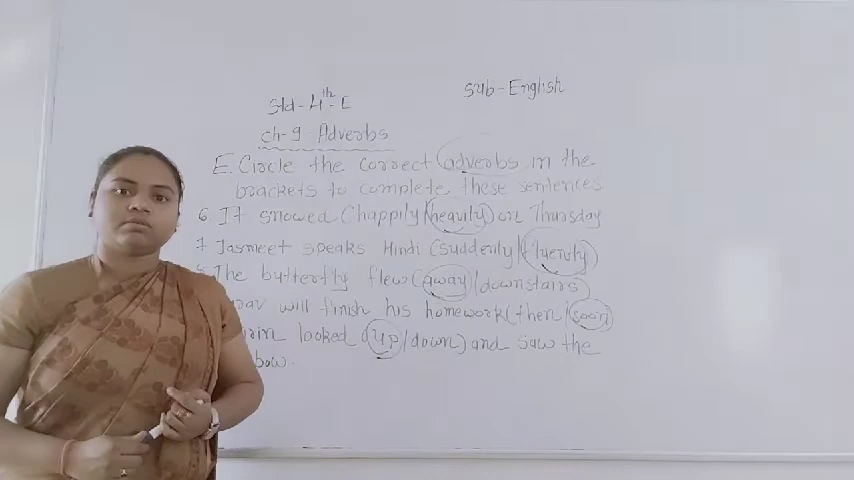 Std - 4th - E
Sub - English
ch-9 Adverbs
E. Circle the correct adverbs in the
brackets to complete these sentences
6. It snowed (happily/heavily) on Thursday
7. Jasmeet speaks Hindi (suddenly/fluently)
The butterfly flew (away/downstairs)
will finish his homework (then/soon)
looked (up/down) and saw the
bow.